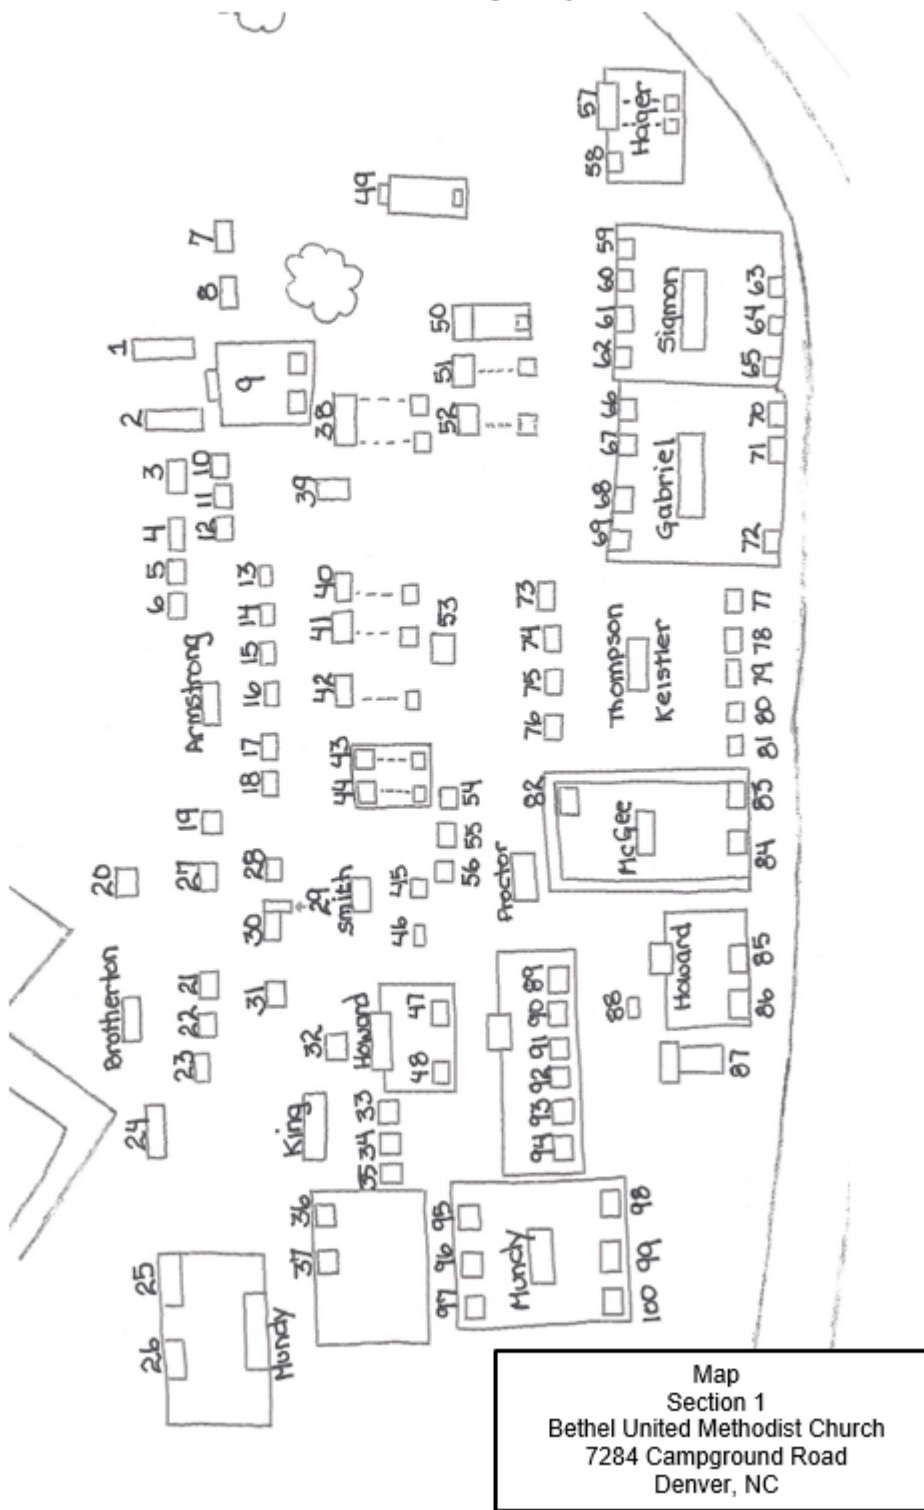 26 25 24 Brotherton 20 2 1
23 22 21 27 19 Armstrong 6 5 4 3
12 11 10 8 7
Mundy
31 30 28 18 17 16 15 14 13 9
29
King 32 Smith
37 36 44 43 42 41 40 39 38
35 34 33 Howard 46 45 49
48 47
97 96 95 56 55 54 53 52 51 50
Mundy Proctor
94 93 92 91 90 89 82 76 75 74 73
69 68 67 66 62 61 60 59 58 57
88 McGee Thompson Hager
Howard Keistler Gabriel Sigmon
100 99 98
87 86 85 84 83 81 80 79 78 77
72 71 70 65 64 63
Map
Section 1
Bethel United Methodist Church
7284 Campground Road
Denver, NC